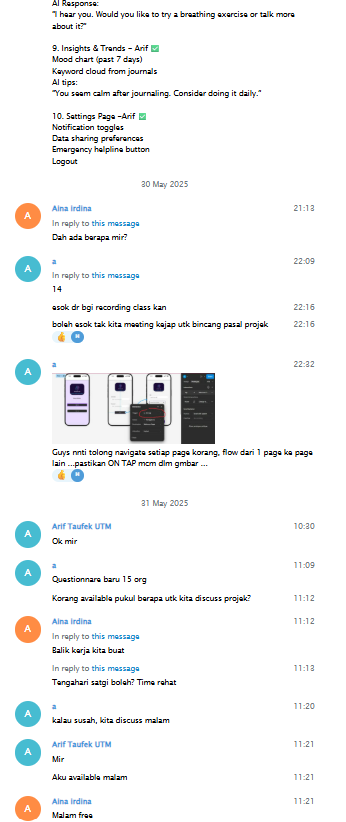 AI Response:
"I hear you. Would you like to try a breathing exercise or talk more
about it?"
9. Insights & Trends – Arif ✅
Mood chart (past 7 days)
Keyword cloud from journals
AI tips:
"You seem calm after journaling. Consider doing it daily."
10. Settings Page –Arif ✅
Notification toggles
Data sharing preferences
Emergency helpline button
Logout
30 May 2025
A
Aina irdina 21:13
In reply to this message
Dah ada berapa mir?
A
a 22:09
In reply to this message
14
esok dr bgi recording class kan 22:16
boleh esok tak kita meeting kejap utk bincang pasal projek 22:16
👍
A
a 22:32
Guys nnti tolong navigate setiap page korang, flow dari 1 page ke page
lain ...pastikan ON TAP mcm dlm gmbar ...
👍
31 May 2025
A
Arif Taufek UTM 10:30
Ok mir
A
a 11:09
Questionnare baru 15 org
Korang available pukul berapa utk kita discuss projek? 11:12
A
Aina irdina 11:12
In reply to this message
Balik kerja kita buat
In reply to this message 11:13
Tengahari satgi boleh? Time rehat
A
a 11:20
kalau susah, kita discuss malam
A
Arif Taufek UTM 11:21
Mir
Aku available malam 11:21
A
Aina irdina 11:21
Malam free